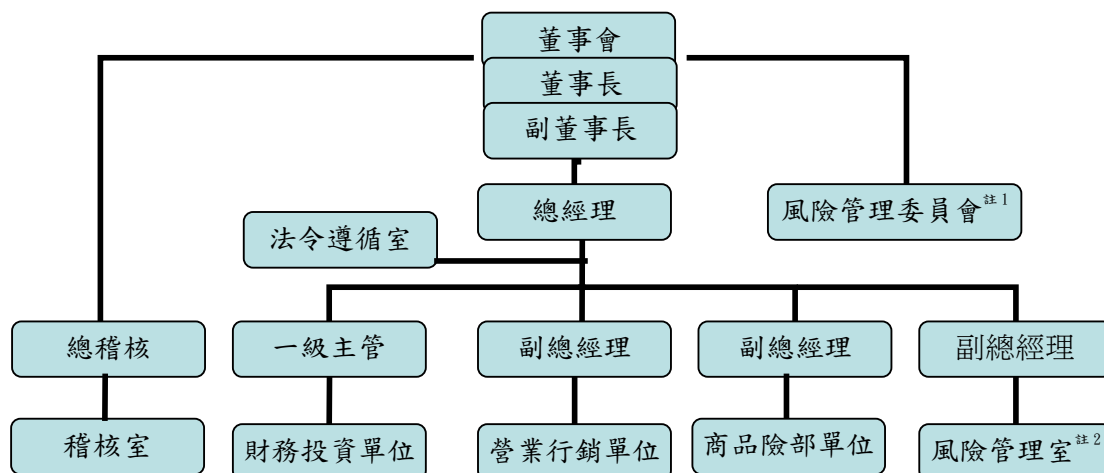 董事會
董事長
副董事長
總經理
風險管理委員會註1
法令遵循室
總稽核
一級主管
副總經理
副總經理
副總經理
稽核室
財務投資單位
營業行銷單位
商品險部單位
風險管理室註2